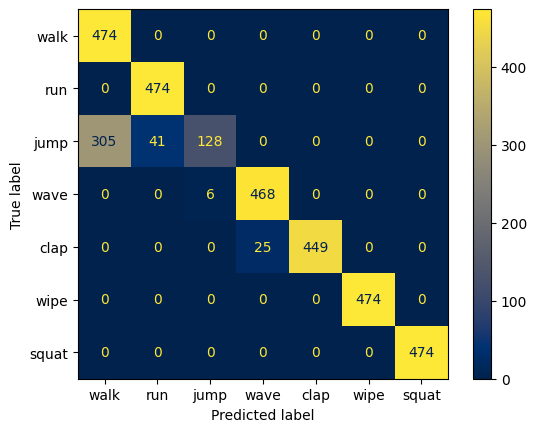 walk 474 0 0 0 0 0 0
run 0 474 0 0 0 0 0
jump 305 41 128 0 0 0 0
wave 0 0 6 468 0 0 0
clap 0 0 0 25 449 0 0
wipe 0 0 0 0 0 474 0
squat 0 0 0 0 0 0 474
walk run jump wave clap wipe squat
Predicted label
True label
400
300
200
100
0